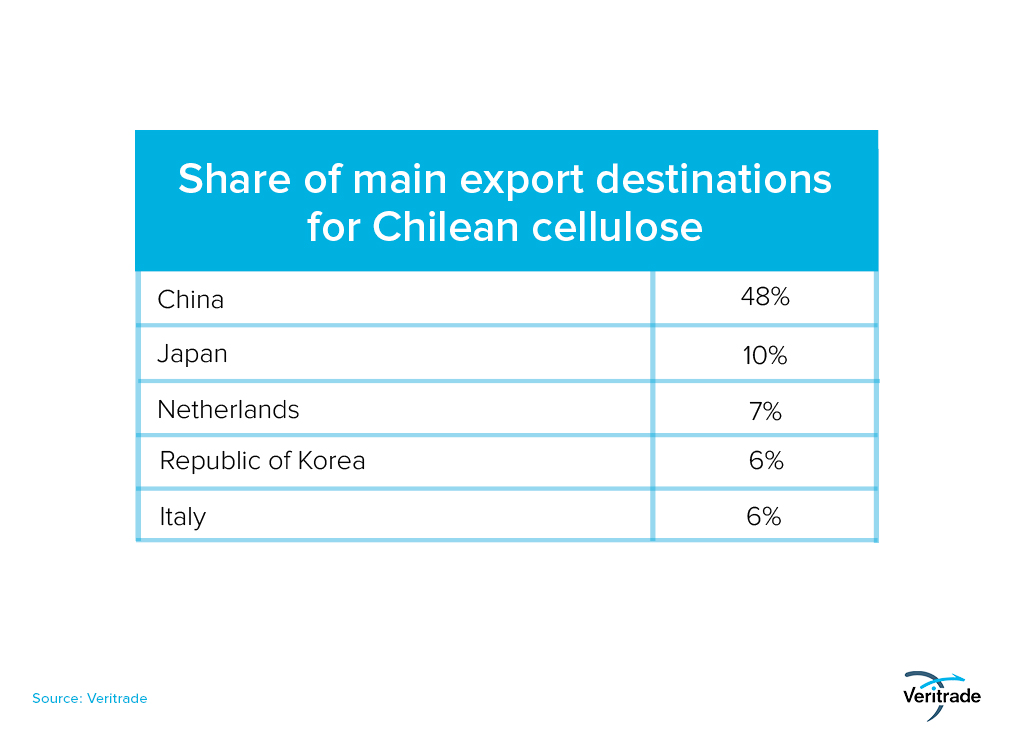 Share of main export destinations
for Chilean cellulose
China 48%
Japan 10%
Netherlands 7%
Republic of Korea 6%
Italy 6%
Source: Veritrade
Veritrade